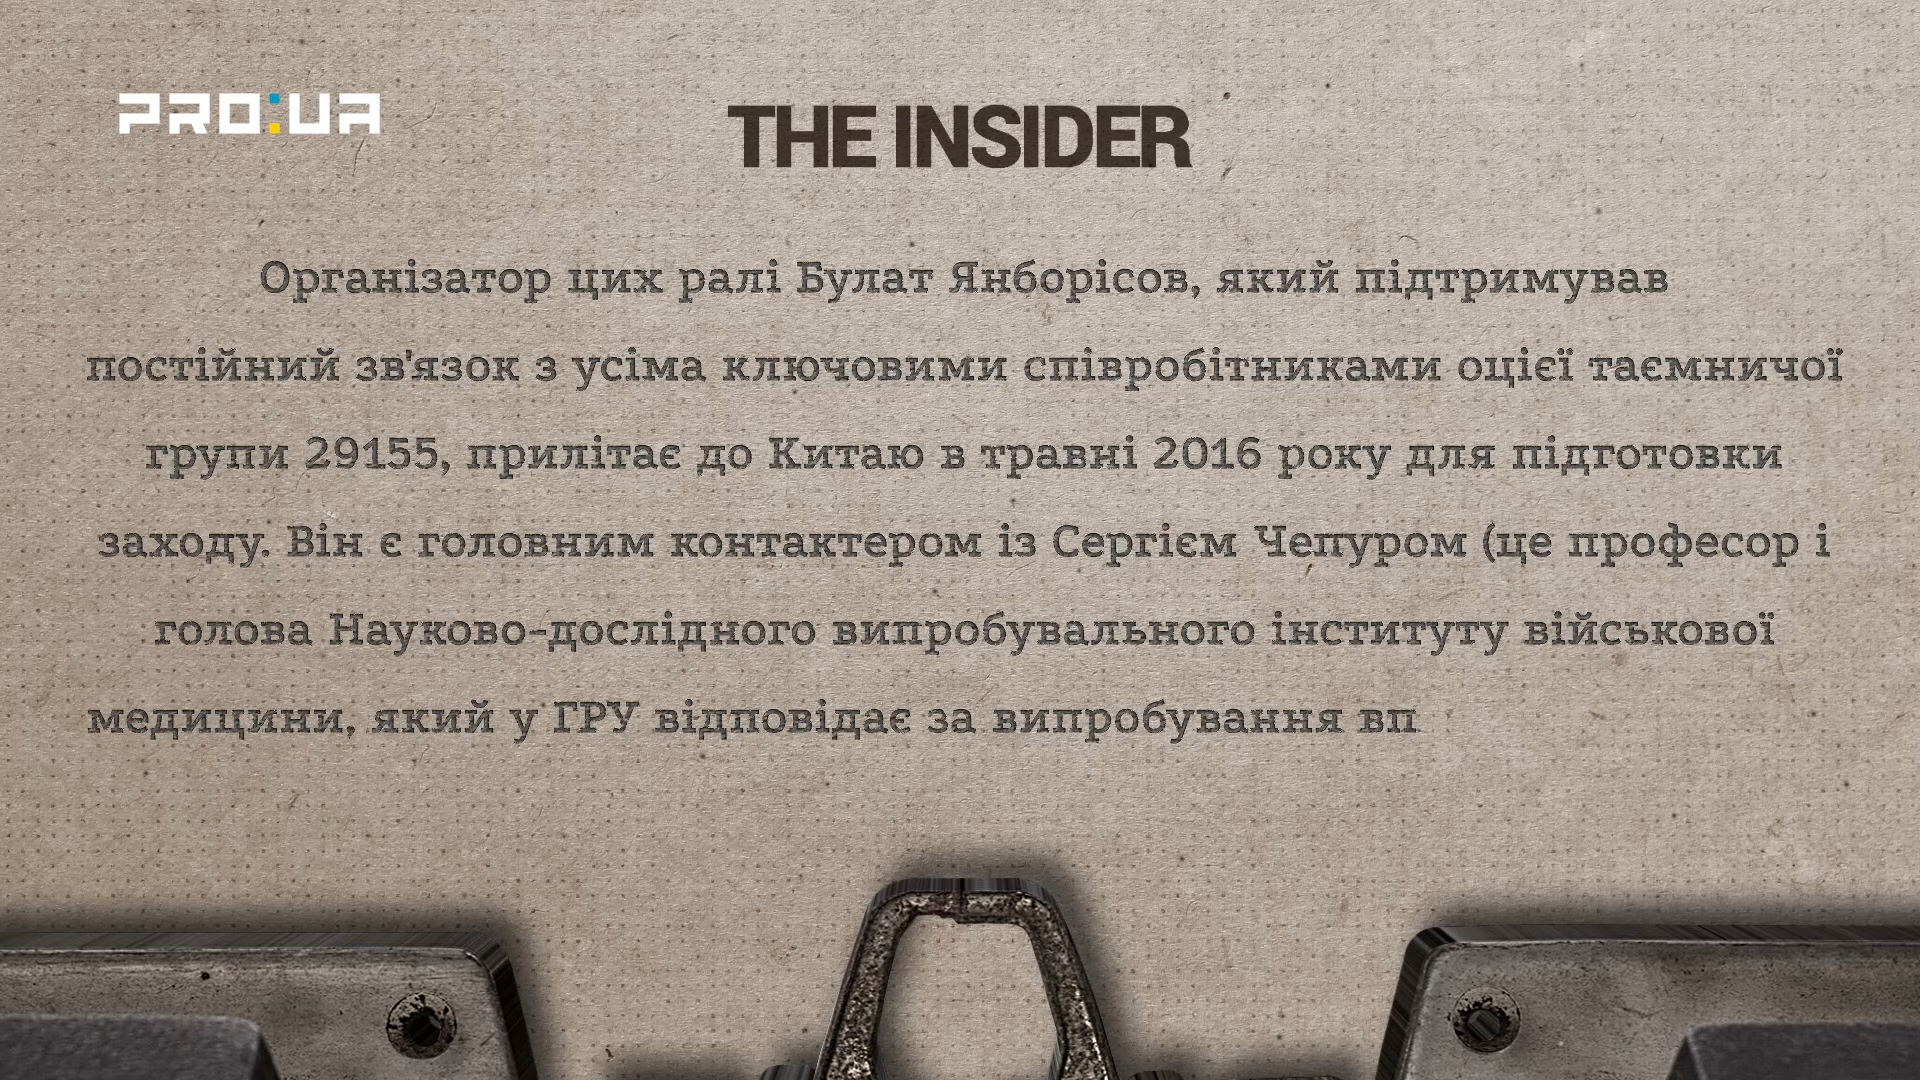 PRO:UA
THE INSIDER
Організатор цих ралі Булат Янборісов, який підтримував
постійний зв'язок з усіма ключовими співробітниками оцієї таємничої
групи 29155, прилітає до Китаю в травні 2016 року для підготовки
заходу. Він є головним контактером із Сергієм Чепуром (це професор і
голова Науково-дослідного випробувального інституту військової
медицини, який у ГРУ відповідає за випробування вп